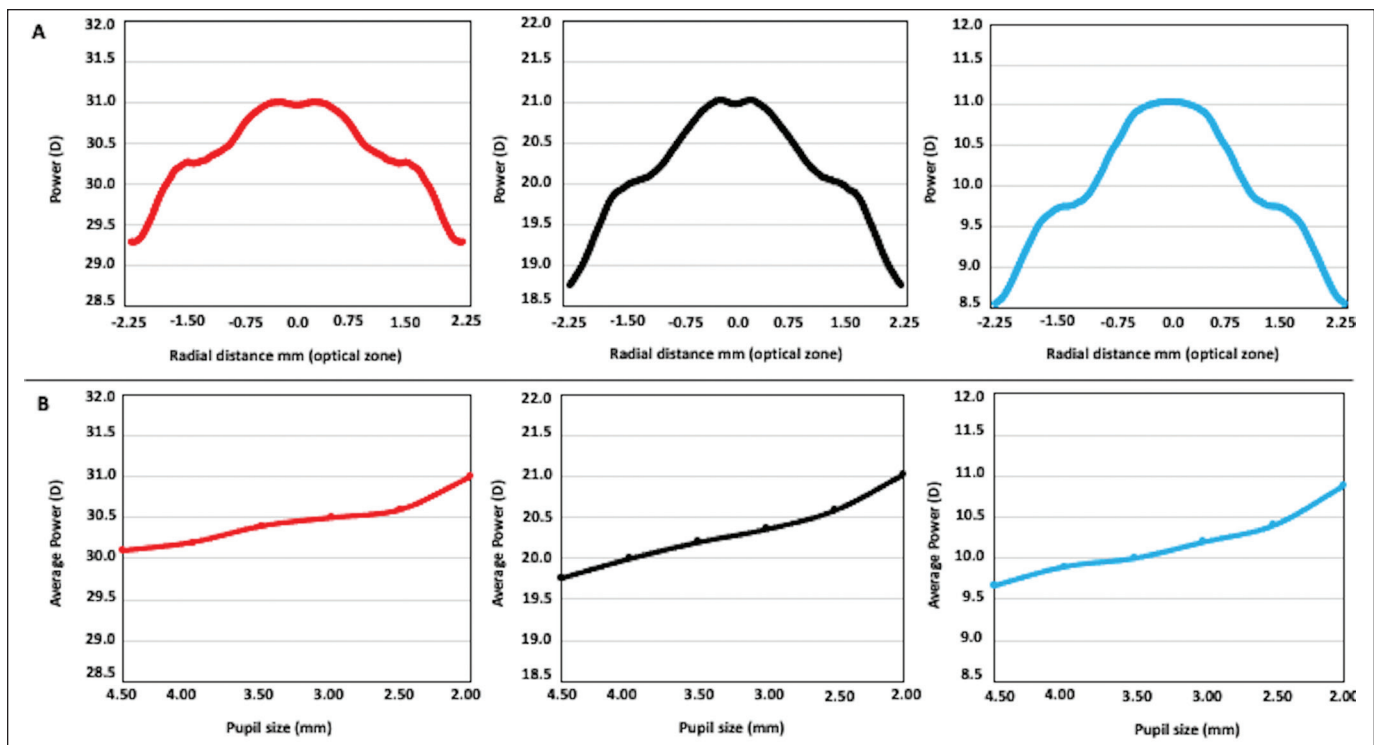 A
Power (D)
32.0
31.5
31.0
30.5
30.0
29.5
29.0
28.5
-2.25 -1.50 -0.75 0.0 0.75 1.50 2.25
Radial distance mm (optical zone)
Power (D)
22.0
21.5
21.0
20.5
20.0
19.5
19.0
18.5
-2.25 -1.50 -0.75 0.0 0.75 1.50 2.25
Radial distance mm (optical zone)
Power (D)
12.0
11.5
11.0
10.5
10.0
9.5
9.0
8.5
-2.25 -1.50 -0.75 0.0 0.75 1.50 2.25
Radial distance mm (optical zone)
B
Average Power (D)
32.0
31.5
31.0
30.5
30.0
29.5
29.0
28.5
4.50 4.00 3.50 3.00 2.50 2.00
Pupil size (mm)
Average Power (D)
22.0
21.5
21.0
20.5
20.0
19.5
19.0
18.5
4.50 4.00 3.50 3.00 2.50 2.00
Pupil size (mm)
Average Power (D)
12.0
11.5
11.0
10.5
10.0
9.5
9.0
8.5
4.50 4.00 3.50 3.00 2.50 2.00
Pupil size (mm)